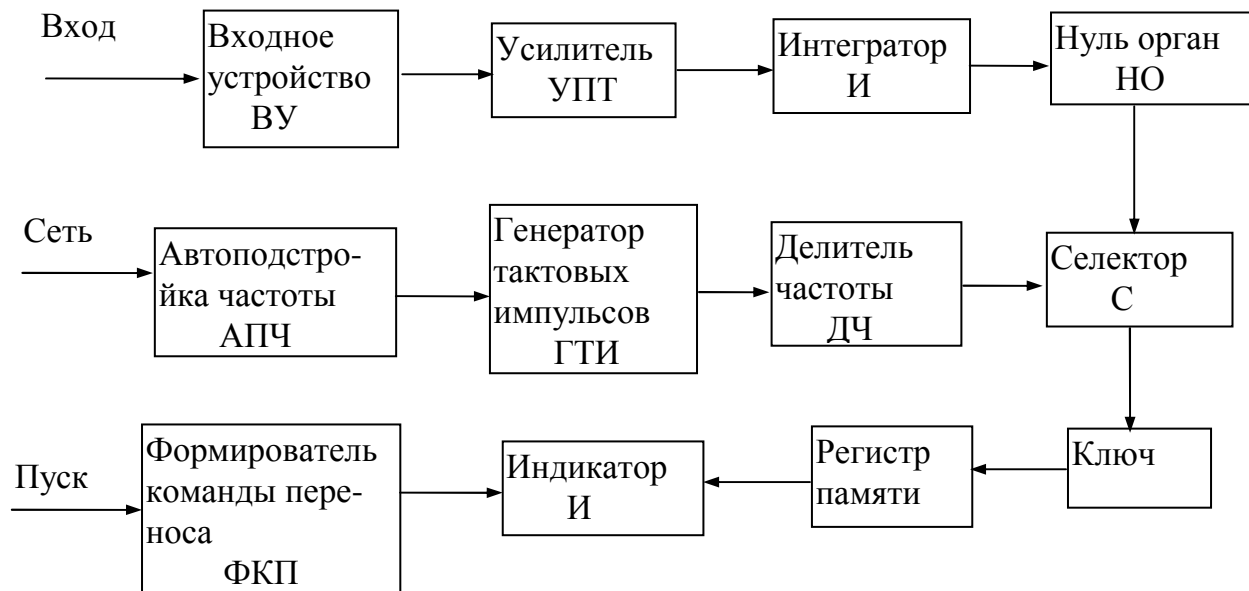 Вход
Входное
устройство
ВУ
Усилитель
УПТ
Интегратор
И
Нуль орган
НО
Сеть
Автоподстро-
йка частоты
АПЧ
Генератор
тактовых
импульсов
ГТИ
Делитель
частоты
ДЧ
Селектор
С
Пуск
Формирователь
команды пере-
носа
ФКП
Индикатор
И
Регистр
памяти
Ключ